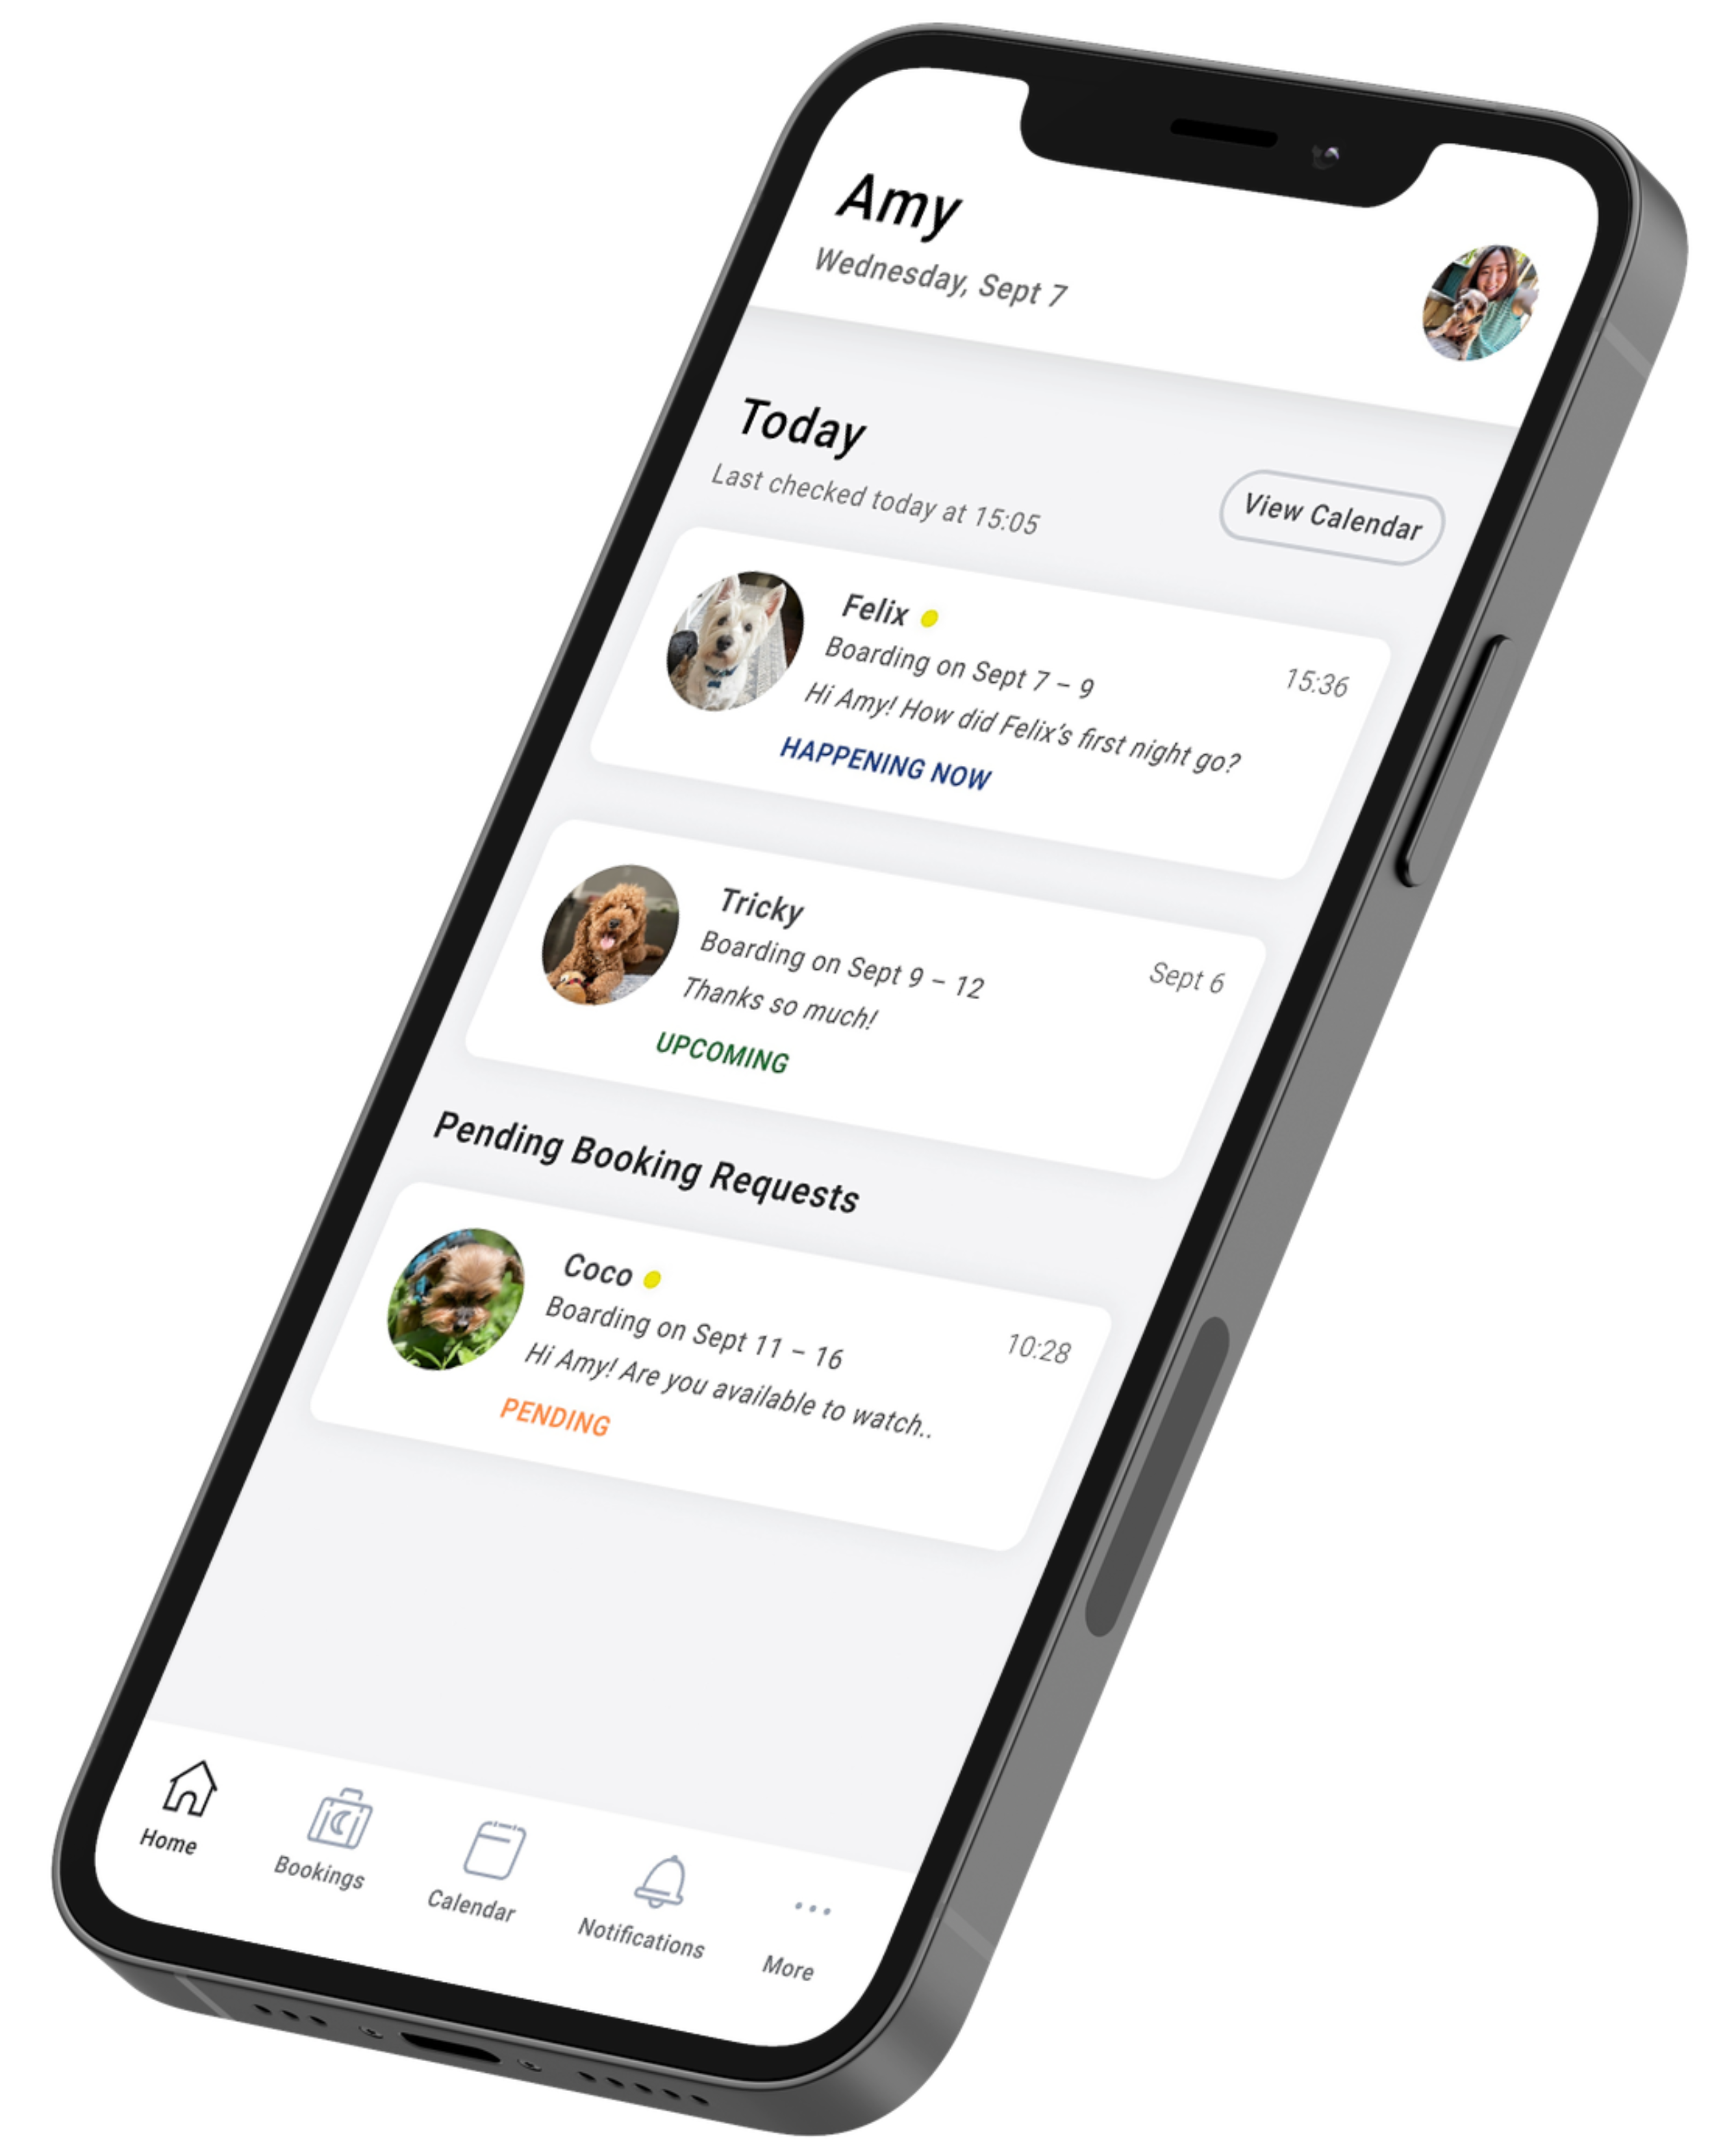 Amy
Wednesday, Sept 7
Today
Last checked today at 15:05
View Calendar
Felix
Boarding on Sept 7 – 9
15:36
Hi Amy! How did Felix’s first night go?
HAPPENING NOW
Tricky
Boarding on Sept 9 – 12
Sept 6
Thanks so much!
UPCOMING
Pending Booking Requests
Coco
Boarding on Sept 11 – 16
10:28
Hi Amy! Are you available to watch..
PENDING
Home
Bookings
Calendar
Notifications
More